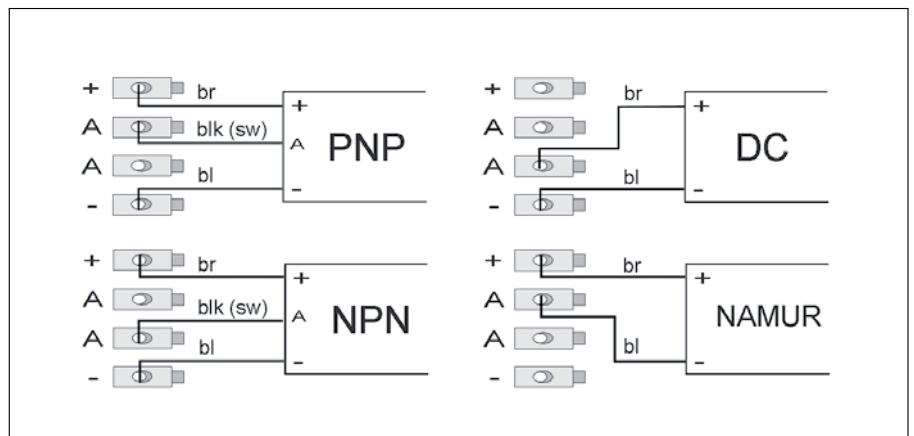 + br +
A blk (sw) A PNP
A
- bl -
+ br +
A DC
A
- bl -
+ br +
A blk (sw) A NPN
A
- bl -
+ br +
A NAMUR
A bl -
-